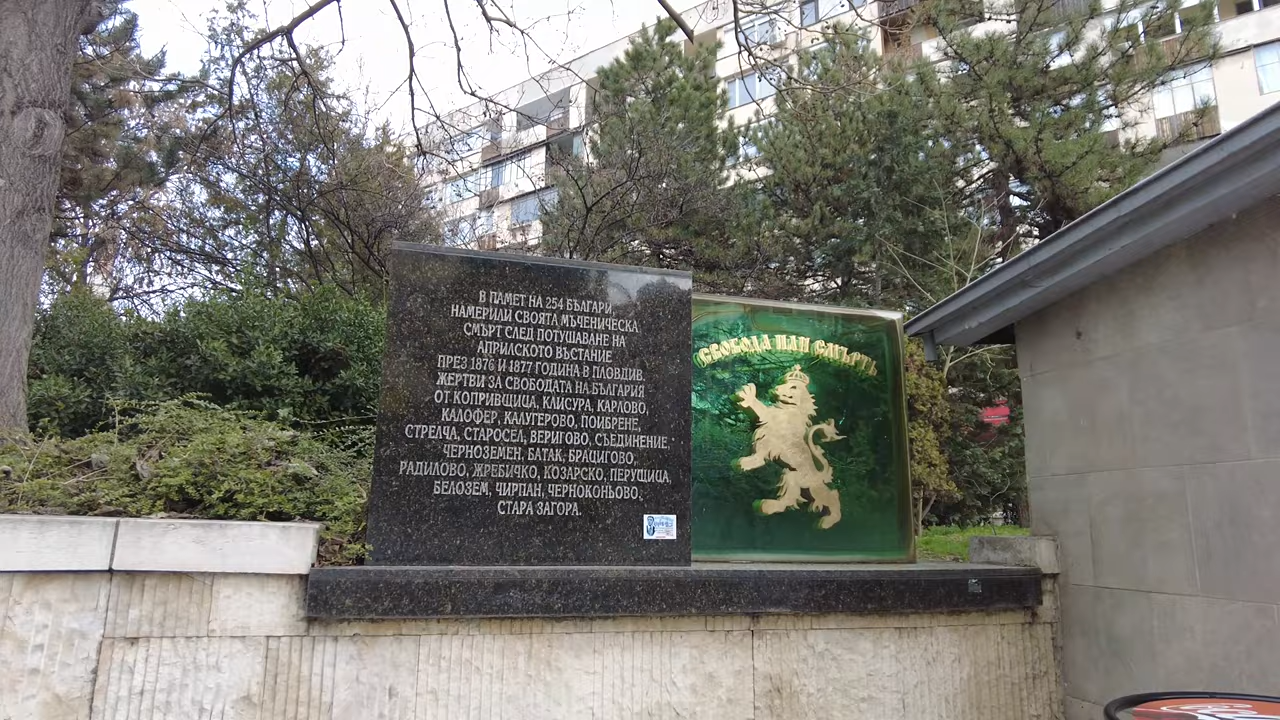 В ПАМЕТ НА 254 БЪЛГАРИ,
НАМЕРИЛИ СВОЯТА МЪЧЕНИЧЕСКА
СМЪРТ СЛЕД ПОТУШАВАНЕ НА
АПРИЛСКОТО ВЪСТАНИЕ
ПРЕЗ 1876 И 1877 ГОДИНА В ПЛОВДИВ.
ЖЕРТВИ ЗА СВОБОДАТА НА БЪЛГАРИЯ
ОТ КОПРИВЩИЦА, КЛИСУРА, КАРЛОВО,
КАЛОФЕР, КАЛУГЕРОВО, ПОИБРЕНЕ,
СТРЕЛЧА, СТАРОСЕЛ, ВЕРИГОВО, СЪЕДИНЕНИЕ,
ЧЕРНОЗЕМЕН, БАТАК, БРАЦИГОВО,
РАДИЛОВО, ЖРЕБИЧКО, КОЗАРСКО, ПЕРУЩИЦА,
БЕЛОЗЕМ, ЧИРПАН, ЧЕРНОКОНЬОВО,
СТАРА ЗАГОРА.
СВОБОДА ИЛИ СМЪРТЬ